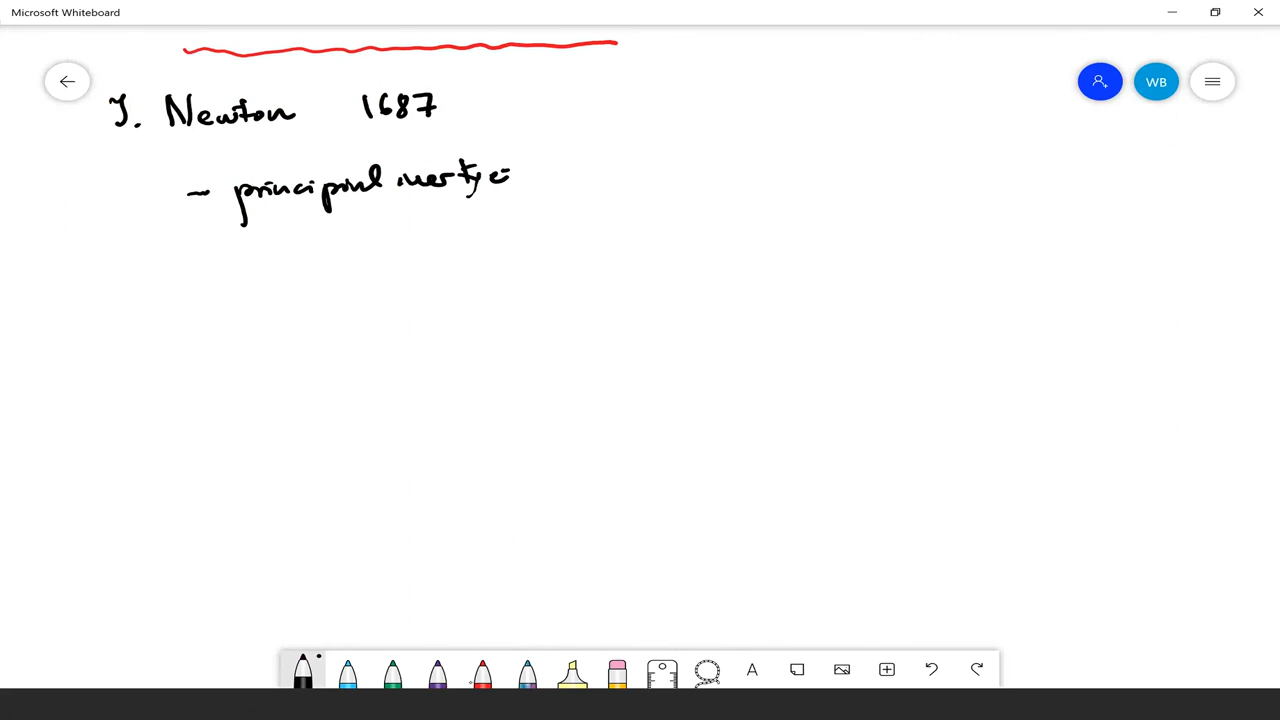 Microsoft Whiteboard
WB
I. Newton 1687
- principiul inerției
A